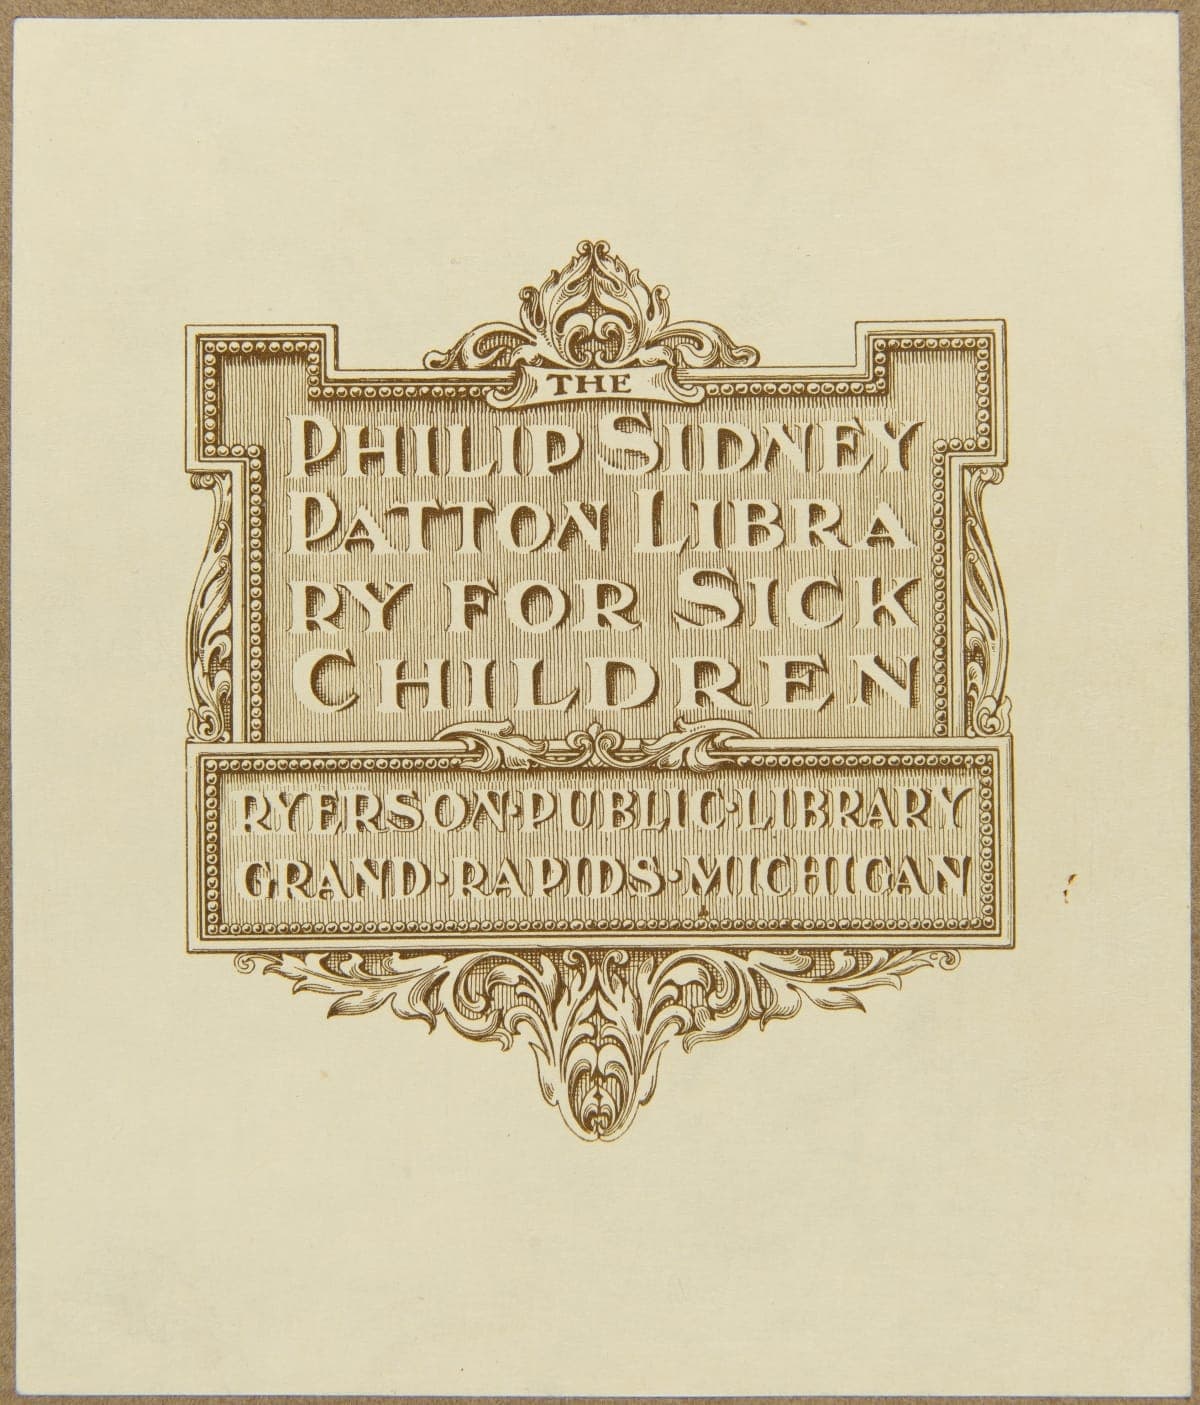 THE
PHILIP SIDNEY
PATTON LIBRA
RY FOR SICK
CHILDREN
RYERSON·PUBLIC·LIBRARY
GRAND·RAPIDS·MICHIGAN